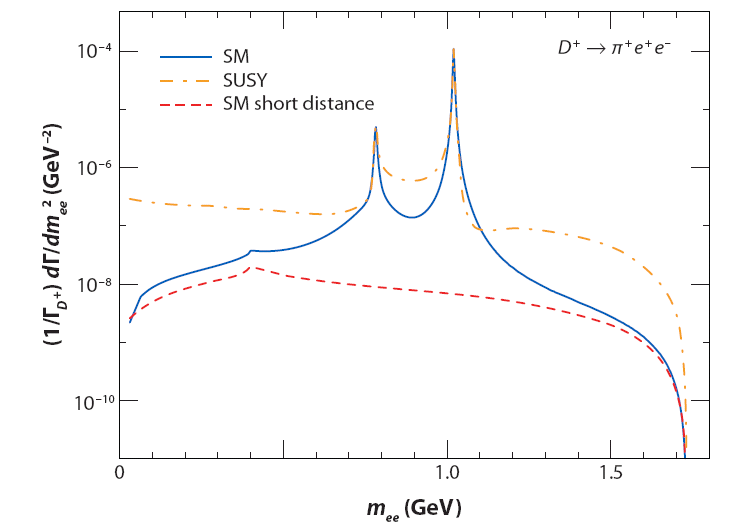 D⁺ → π⁺e⁺e⁻
SM
SUSY
SM short distance
(1/Γ_D⁺) dΓ/dm_ee² (GeV⁻²)
10⁻⁴
10⁻⁶
10⁻⁸
10⁻¹⁰
0 1.0 1.5
m_ee (GeV)